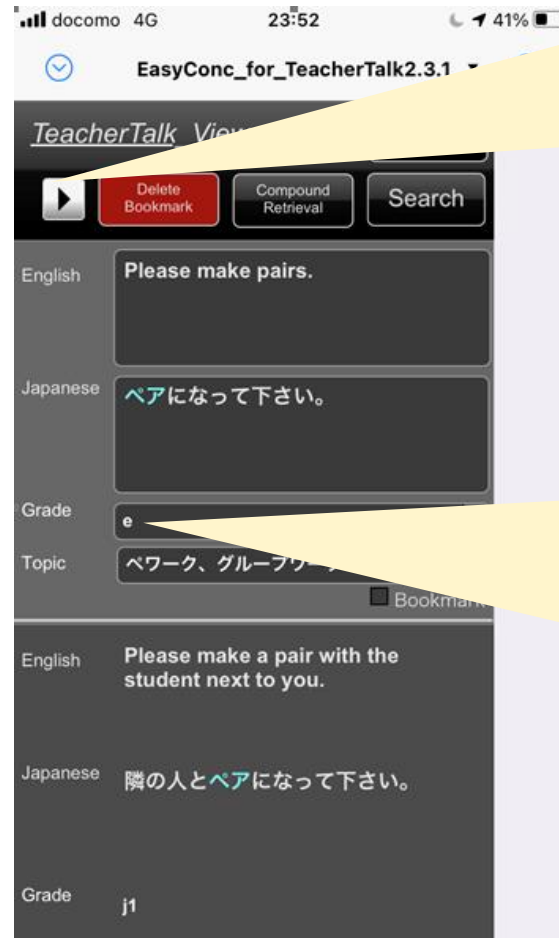 docomo 4G 23:52 41%
EasyConc_for_TeacherTalk2.3.1
TeacherTalk
Delete
Bookmark
Compound
Retrieval
Search
English Please make pairs.
Japanese ペアになって下さい。
Grade e
Topic ペワーク、グループワーク
Bookmark
English Please make a pair with the
student next to you.
Japanese 隣の人とペアになって下さい。
Grade j1